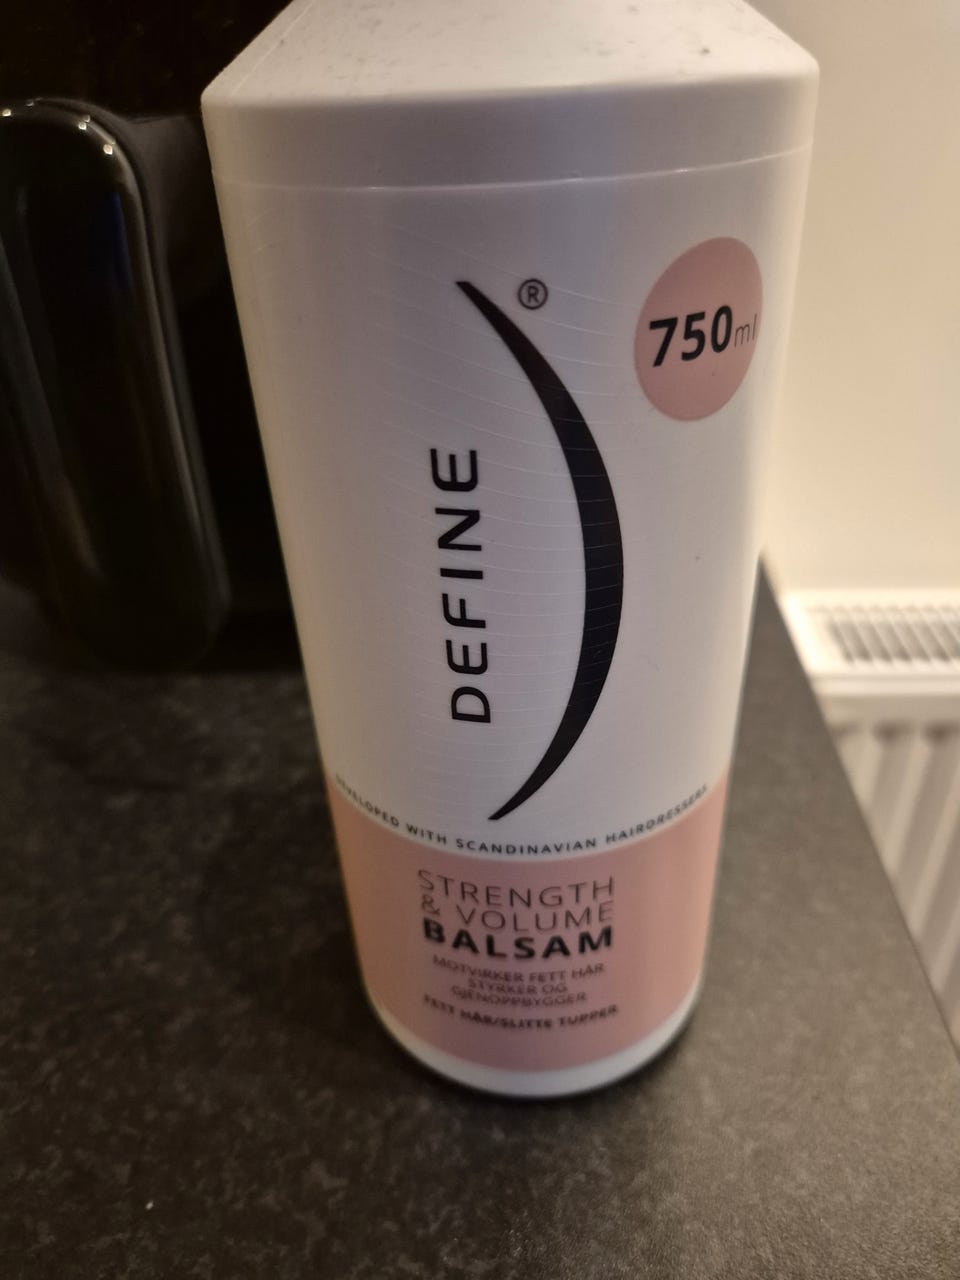 ®
750ml
DEFINE
DEVELOPED WITH SCANDINAVIAN HAIRDRESSERS
STRENGTH
& VOLUME
BALSAM
MOTVIRKER FETT HÅR
STYRKER OG
GJENOPPBYGGER
FETT HÅR/SLITTE TUPPER